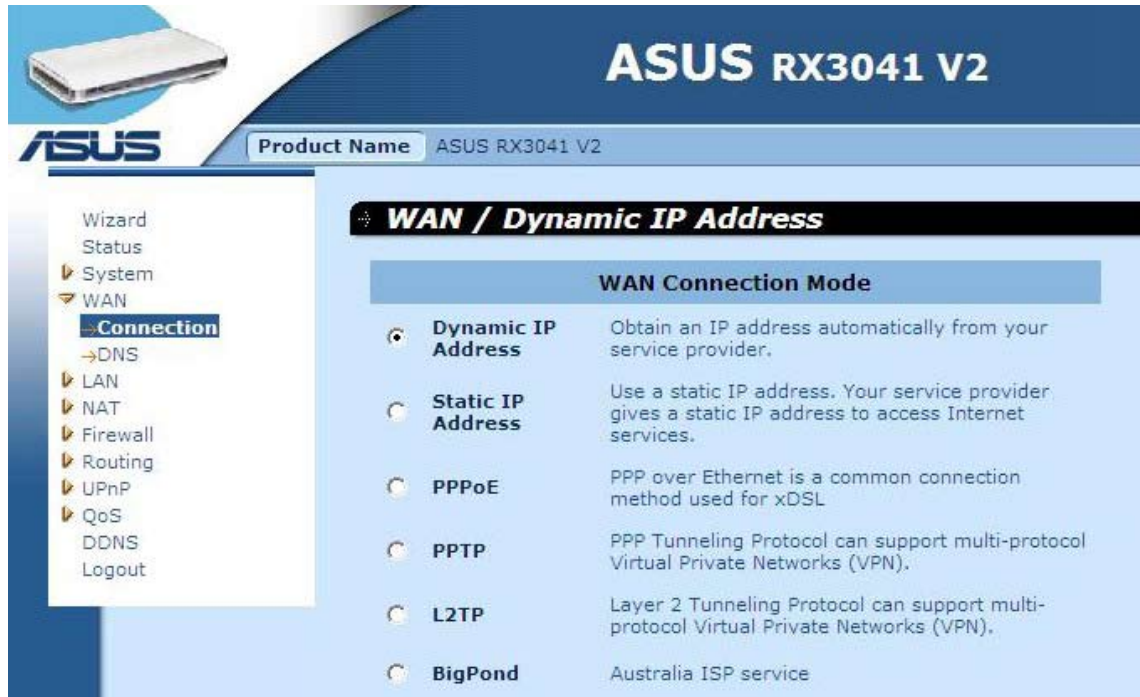 ASUS RX3041 V2
ASUS
Product Name ASUS RX3041 V2
Wizard
Status
System
WAN
→Connection
→DNS
LAN
NAT
Firewall
Routing
UPnP
QoS
DDNS
Logout
WAN / Dynamic IP Address
WAN Connection Mode
Dynamic IP
Address
Obtain an IP address automatically from your
service provider.
Static IP
Address
Use a static IP address. Your service provider
gives a static IP address to access Internet
services.
PPPoE
PPP over Ethernet is a common connection
method used for xDSL
PPTP
PPP Tunneling Protocol can support multi-protocol
Virtual Private Networks (VPN).
L2TP
Layer 2 Tunneling Protocol can support multi-
protocol Virtual Private Networks (VPN).
BigPond
Australia ISP service